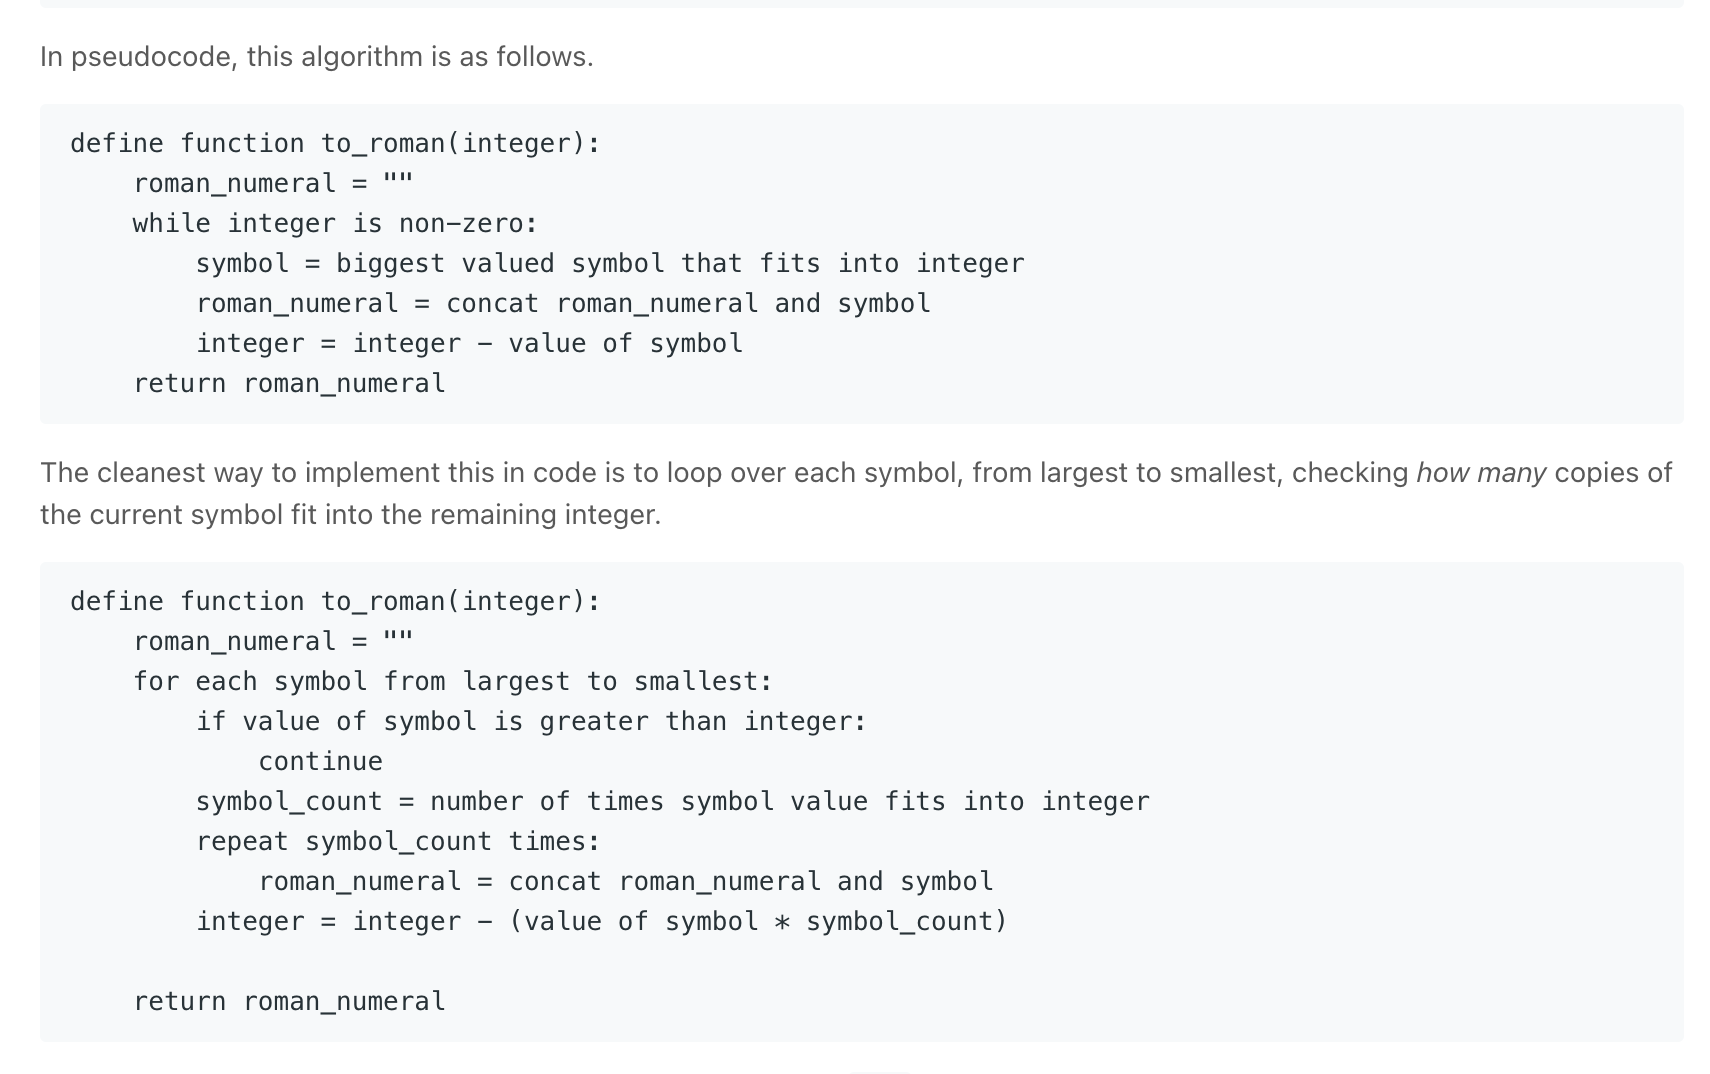 In pseudocode, this algorithm is as follows.
define function to_roman(integer):
    roman_numeral = ""
    while integer is non-zero:
        symbol = biggest valued symbol that fits into integer
        roman_numeral = concat roman_numeral and symbol
        integer = integer - value of symbol
    return roman_numeral
The cleanest way to implement this in code is to loop over each symbol, from largest to smallest, checking how many copies of
the current symbol fit into the remaining integer.
define function to_roman(integer):
    roman_numeral = ""
    for each symbol from largest to smallest:
        if value of symbol is greater than integer:
            continue
        symbol_count = number of times symbol value fits into integer
        repeat symbol_count times:
            roman_numeral = concat roman_numeral and symbol
        integer = integer - (value of symbol * symbol_count)
    return roman_numeral